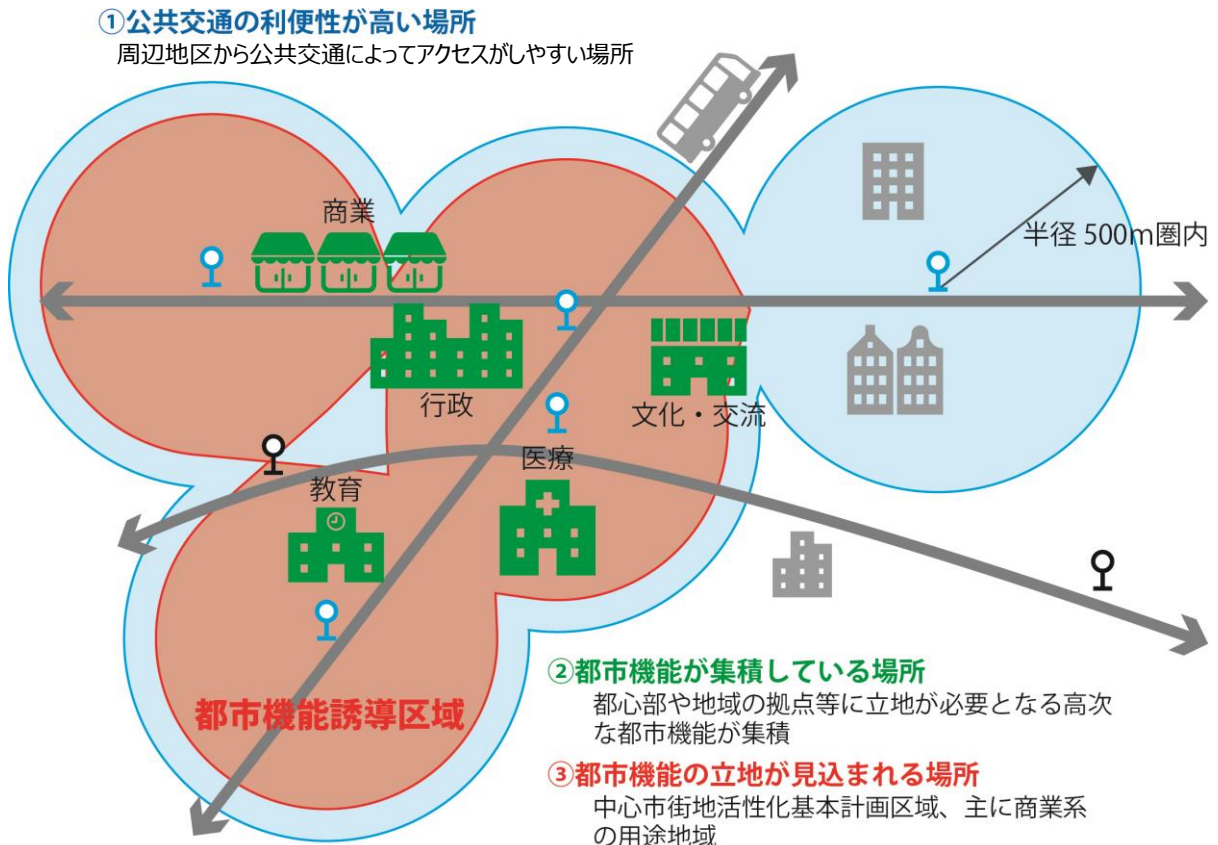 ①公共交通の利便性が高い場所
周辺地区から公共交通によってアクセスがしやすい場所
商業
半径 500m圏内
行政
文化・交流
医療
教育
都市機能誘導区域
②都市機能が集積している場所
都心部や地域の拠点等に立地が必要となる高次
な都市機能が集積
③都市機能の立地が見込まれる場所
中心市街地活性化基本計画区域、主に商業系
の用途地域